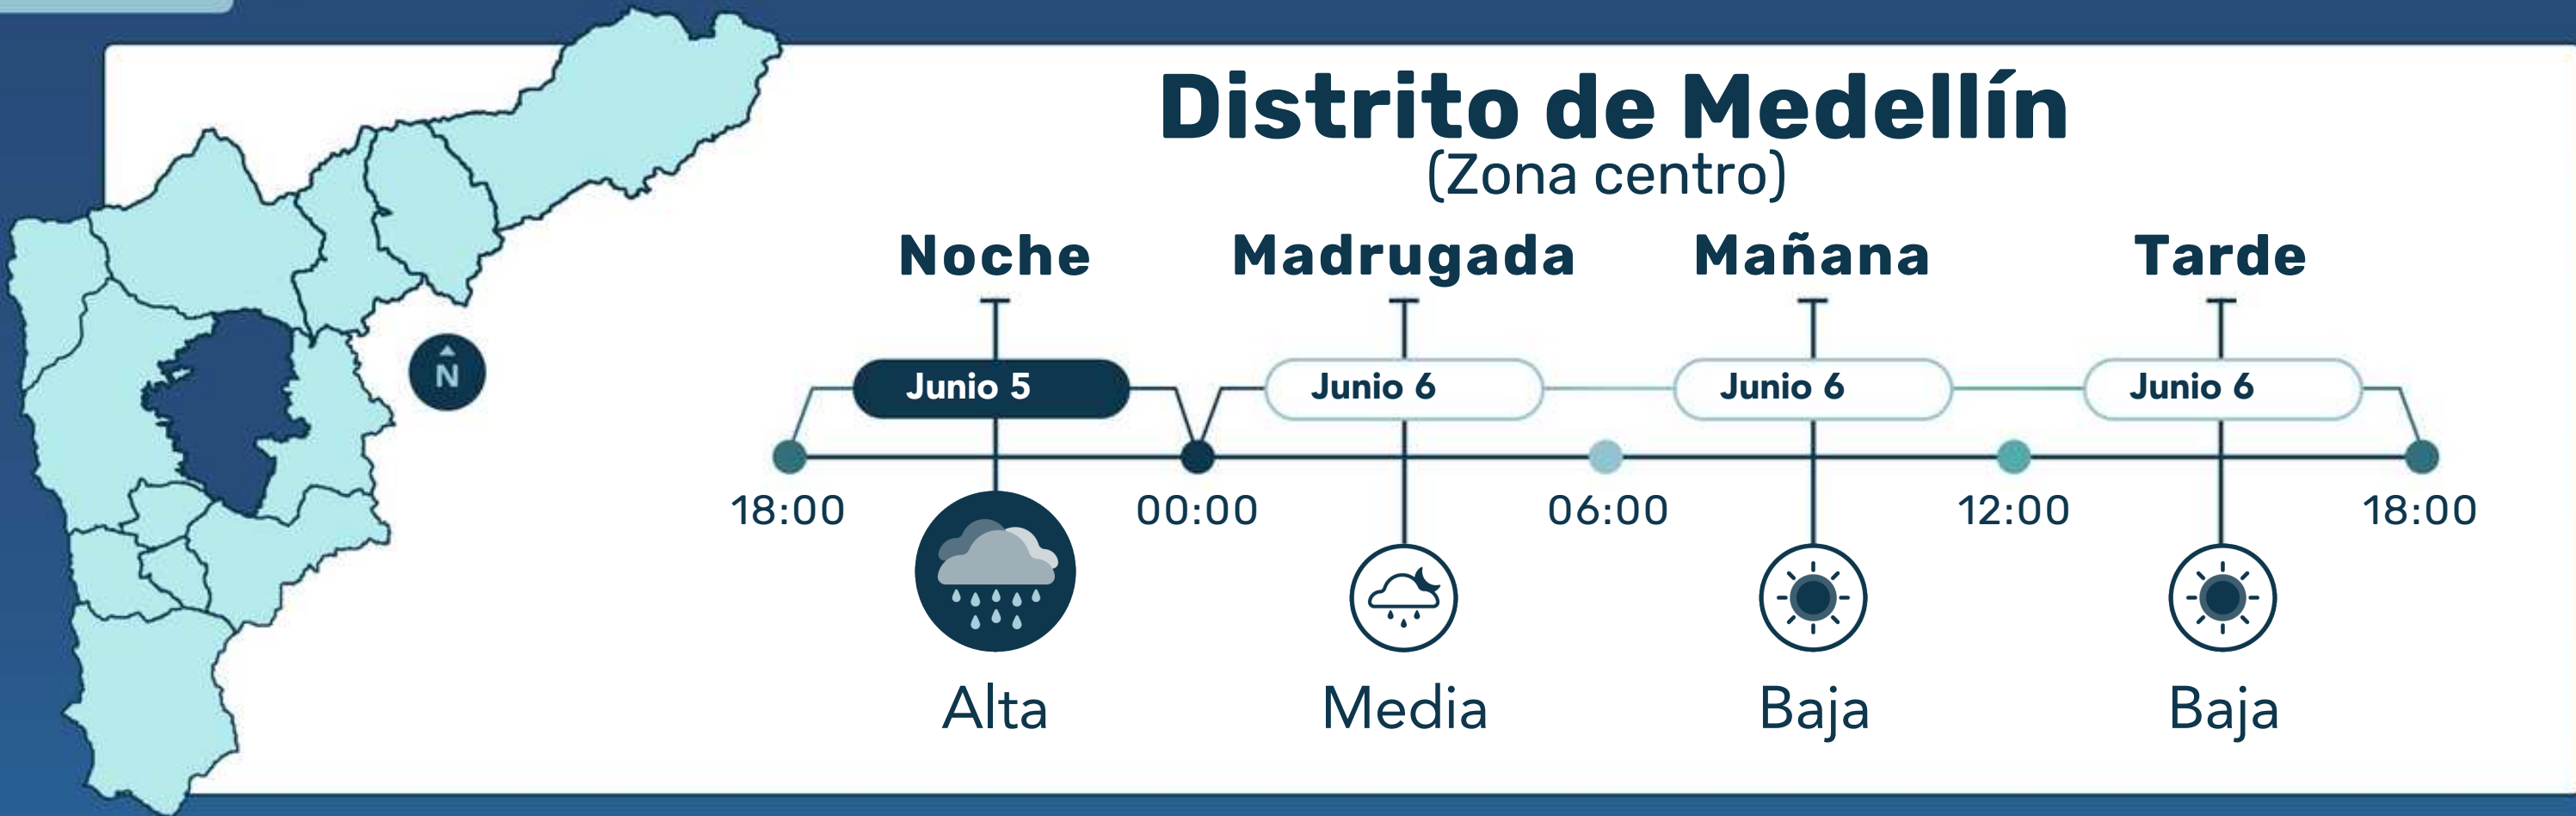 Distrito de Medellín
(Zona centro)
Noche Madrugada Mañana Tarde
Junio 5 Junio 6 Junio 6 Junio 6
N
18:00 00:00 06:00 12:00 18:00
Alta Media Baja Baja